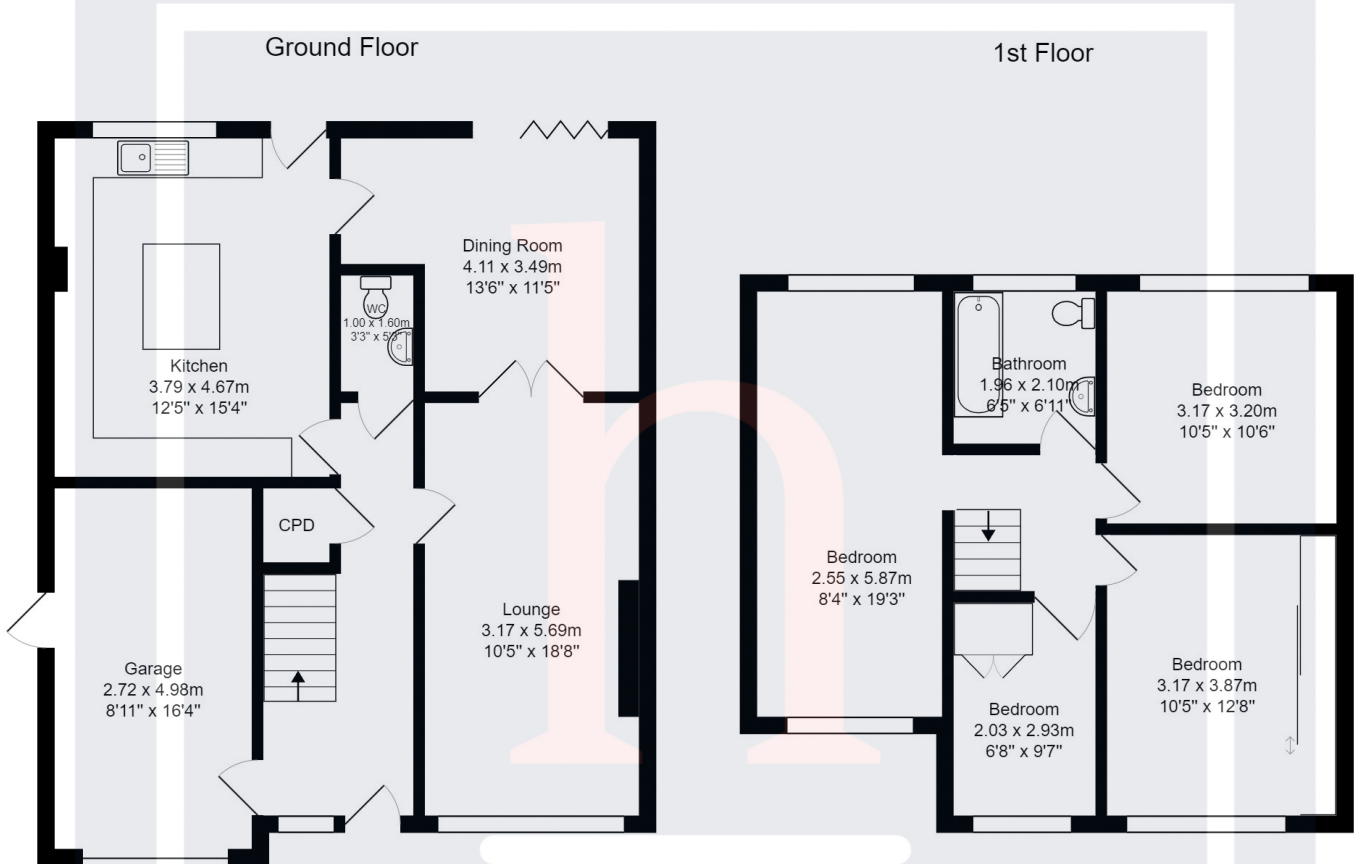 Ground Floor
1st Floor
Dining Room
4.11 x 3.49m
13'6" x 11'5"
WC
1.00 x 1.60m
3'3" x 5'3"
Kitchen
3.79 x 4.67m
12'5" x 15'4"
CPD
Lounge
3.17 x 5.69m
10'5" x 18'8"
Garage
2.72 x 4.98m
8'11" x 16'4"
Bathroom
1.96 x 2.10m
6'5" x 6'11"
Bedroom
3.17 x 3.20m
10'5" x 10'6"
Bedroom
2.55 x 5.87m
8'4" x 19'3"
Bedroom
3.17 x 3.87m
10'5" x 12'8"
Bedroom
2.03 x 2.93m
6'8" x 9'7"
h